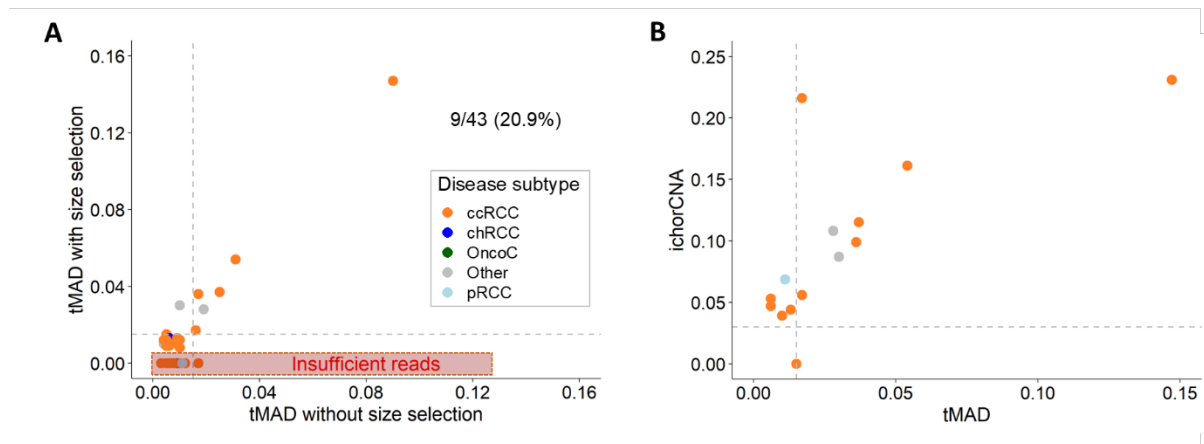 A
tMAD with size selection
0.16
0.12
0.08
0.04
0.00
9/43 (20.9%)
Disease subtype
ccRCC
chRCC
OncoC
Other
pRCC
Insufficient reads
0.00
0.04
0.08
0.12
0.16
tMAD without size selection
B
ichorCNA
0.25
0.20
0.15
0.10
0.05
0.00
0.00
0.05
0.10
0.15
tMAD